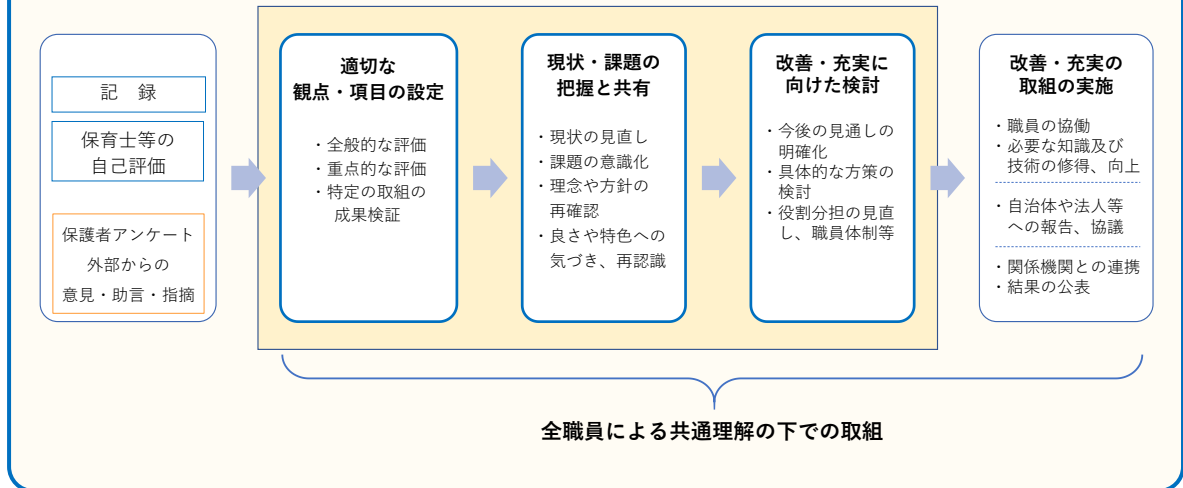 記　録
保育士等の
自己評価
保護者アンケート
外部からの
意見・助言・指摘
適切な
観点・項目の設定
・全般的な評価
・重点的な評価
・特定の取組の
成果検証
現状・課題の
把握と共有
・現状の見直し
・課題の意識化
・理念や方針の
再確認
・良さや特色への
気づき、再認識
改善・充実に
向けた検討
・今後の見通しの
明確化
・具体的な方策の
検討
・役割分担の見直
し、職員体制等
改善・充実の
取組の実施
・職員の協働
・必要な知識及び
技術の修得、向上
・自治体や法人等
への報告、協議
・関係機関との連携
・結果の公表
全職員による共通理解の下での取組